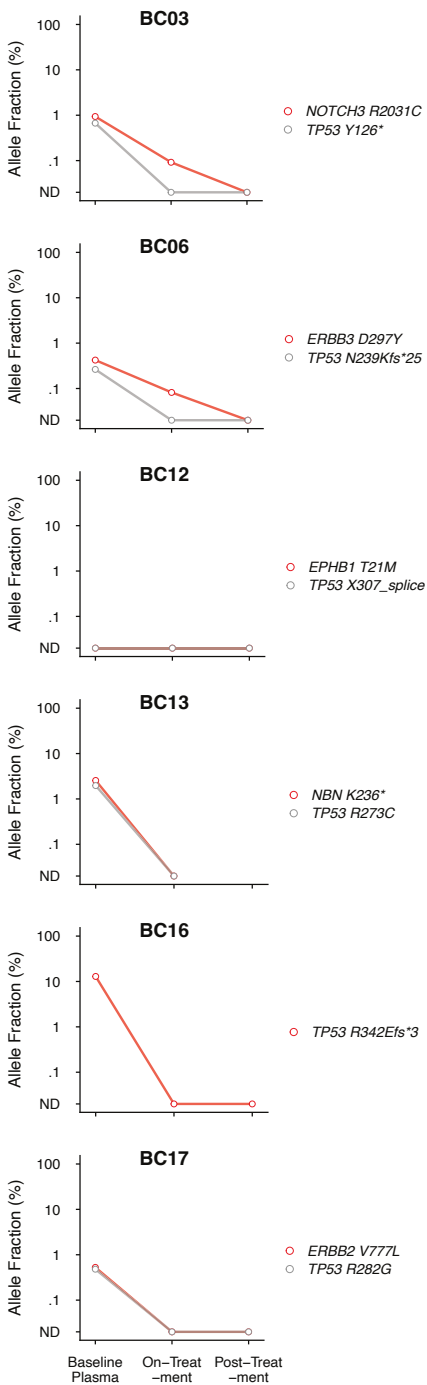 BC03
Allele Fraction (%)
100
10
1
.1
ND
NOTCH3 R2031C
TP53 Y126*
BC06
Allele Fraction (%)
100
10
1
.1
ND
ERBB3 D297Y
TP53 N239Kfs*25
BC12
Allele Fraction (%)
100
10
1
.1
ND
EPHB1 T21M
TP53 X307_splice
BC13
Allele Fraction (%)
100
10
1
.1
ND
NBN K236*
TP53 R273C
BC16
Allele Fraction (%)
100
10
1
.1
ND
TP53 R342Efs*3
BC17
Allele Fraction (%)
100
10
1
.1
ND
ERBB2 V777L
TP53 R282G
Baseline
Plasma
On-Treat
-ment
Post-Treat
-ment